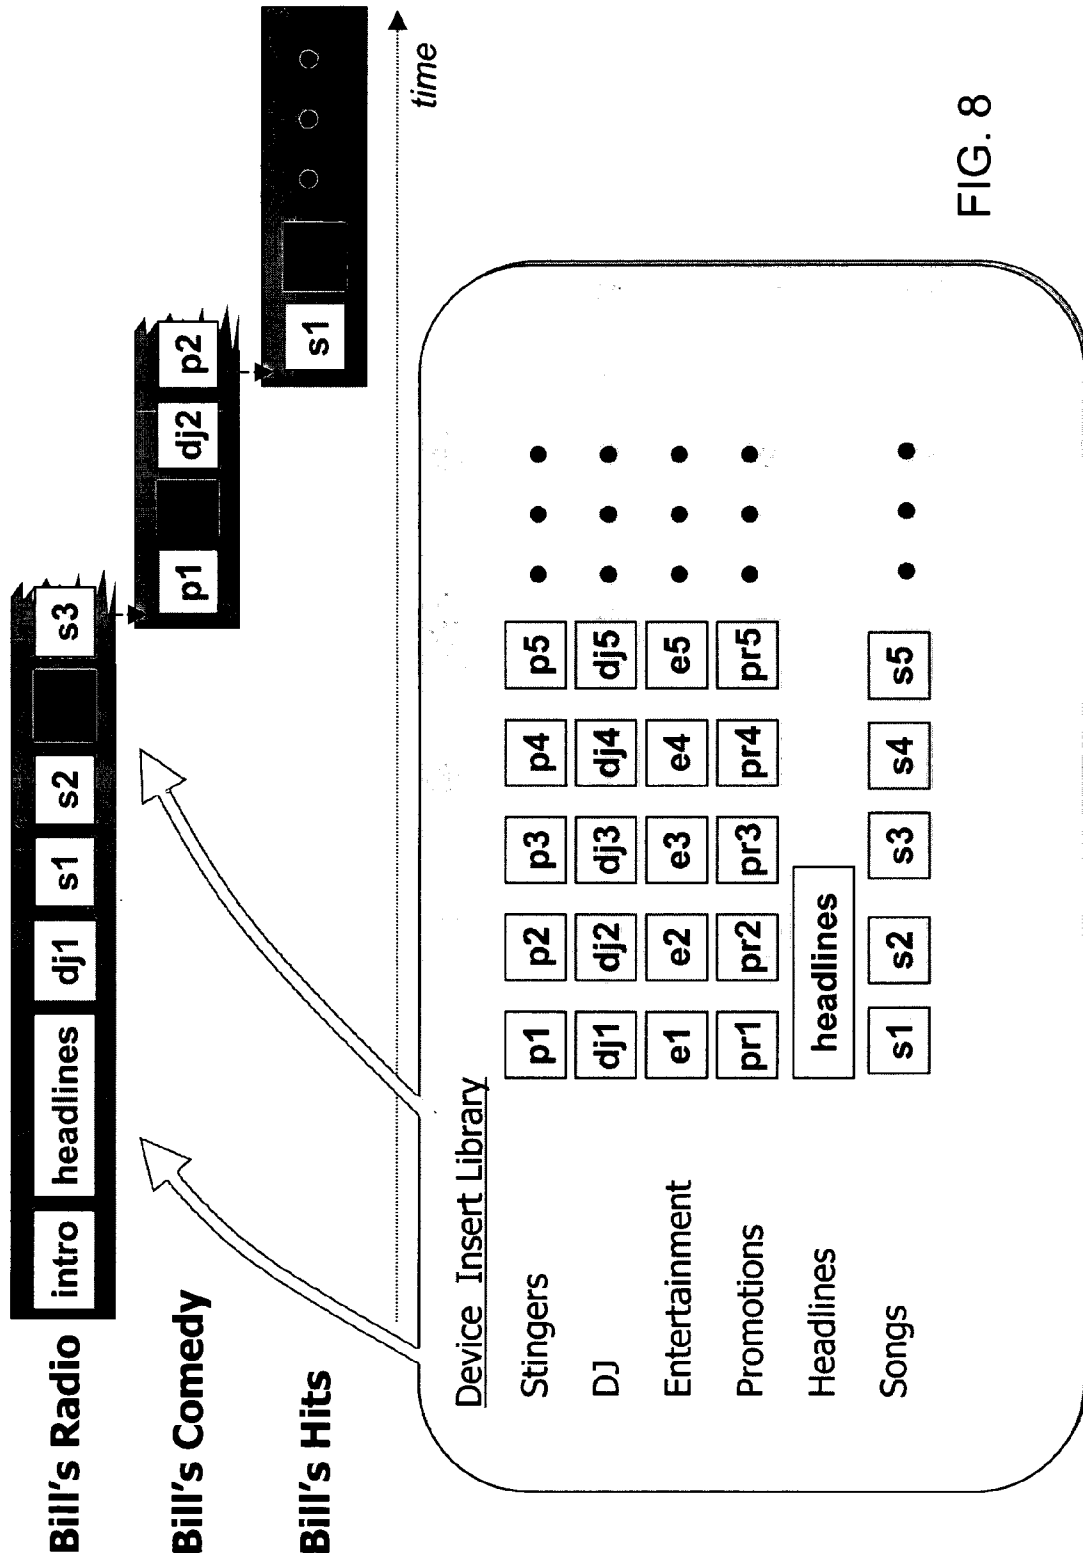 Bill's Radio intro headlines dj1 s1 s2 s3
Bill's Comedy p1 dj2 p2
Bill's Hits s1
time
Device Insert Library
Stingers p1 p2 p3 p4 p5
DJ dj1 dj2 dj3 dj4 dj5
Entertainment e1 e2 e3 e4 e5
Promotions pr1 pr2 pr3 pr4 pr5
Headlines headlines
Songs s1 s2 s3 s4 s5
FIG. 8